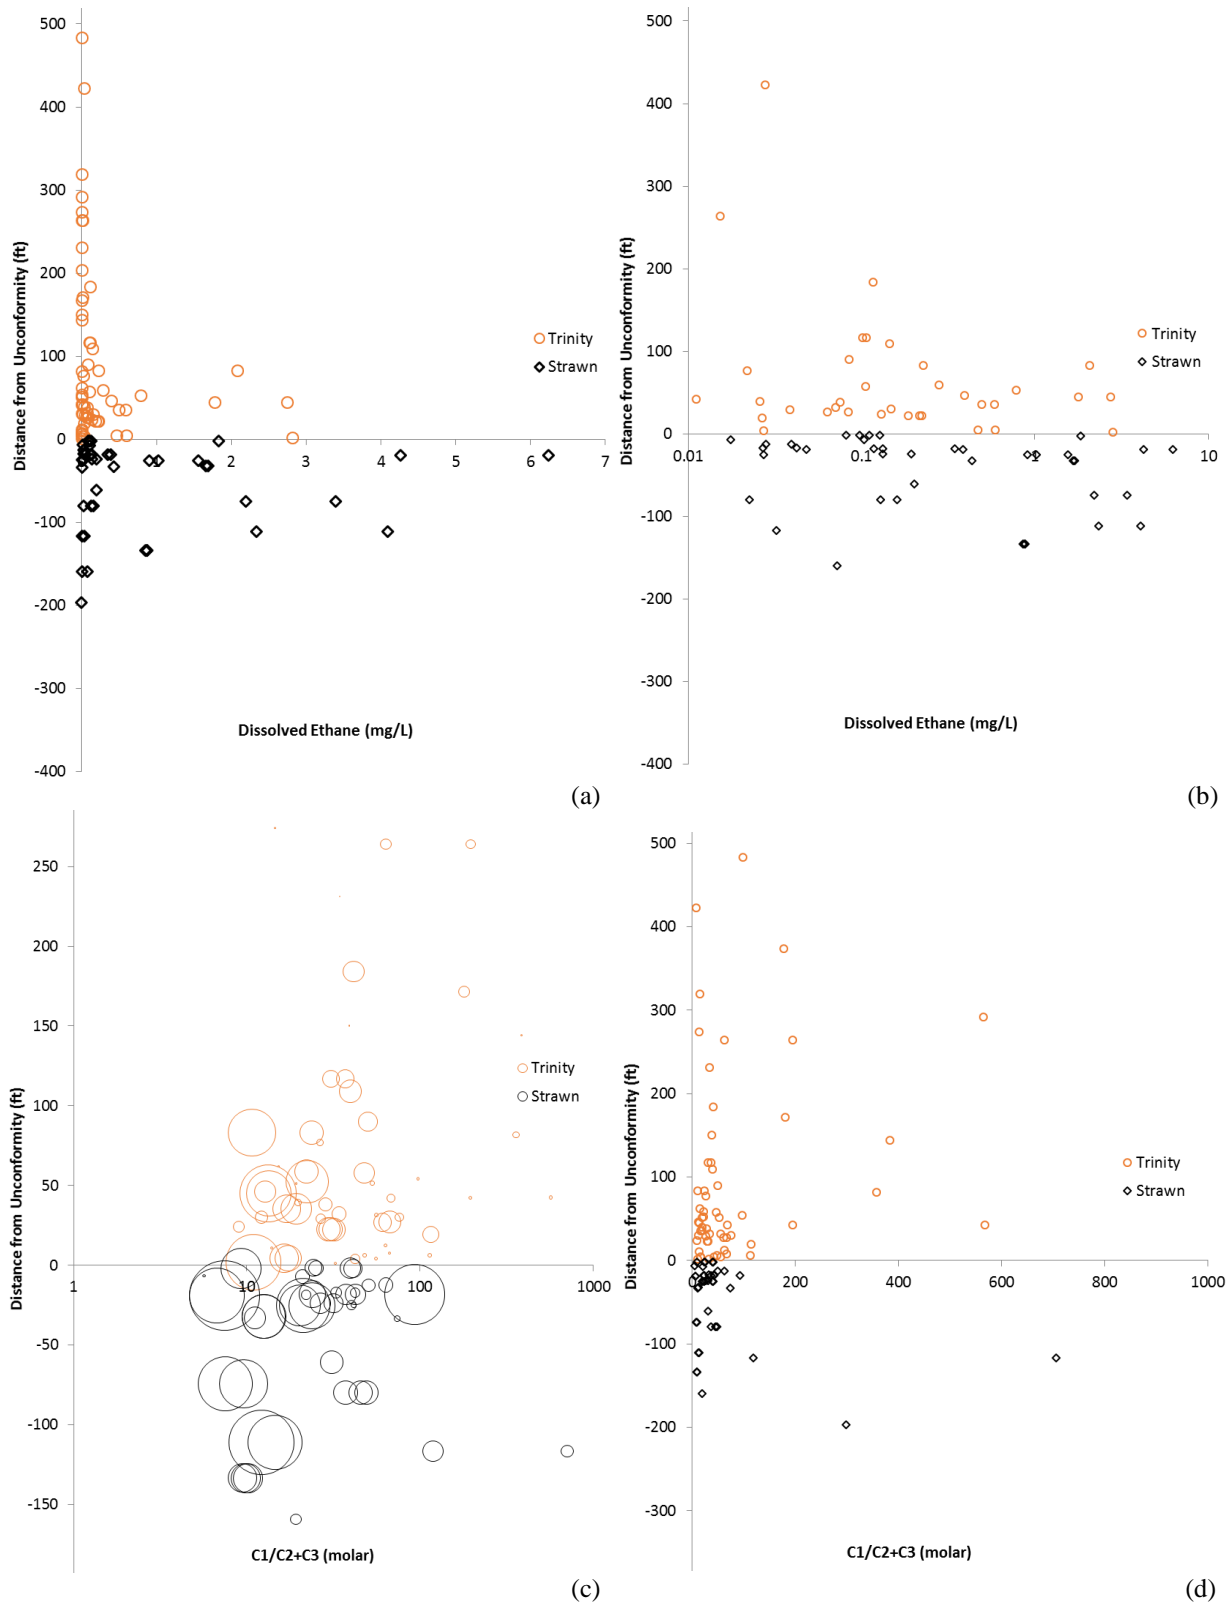 500
400
300
200
100
0
-100
-200
-300
-400
0 1 2 3 4 5 6 7
Distance from Unconformity (ft)
Dissolved Ethane (mg/L)
Trinity
Strawn
(a)
500
400
300
200
100
0
-100
-200
-300
-400
0.01 0.1 1 10
Distance from Unconformity (ft)
Dissolved Ethane (mg/L)
Trinity
Strawn
(b)
250
200
150
100
50
0
-50
-100
-150
1 10 100 1000
Distance from Unconformity (ft)
C1/C2+C3 (molar)
Trinity
Strawn
(c)
500
400
300
200
100
0
-100
-200
-300
0 200 400 600 800 1000
Distance from Unconformity (ft)
C1/C2+C3 (molar)
Trinity
Strawn
(d)